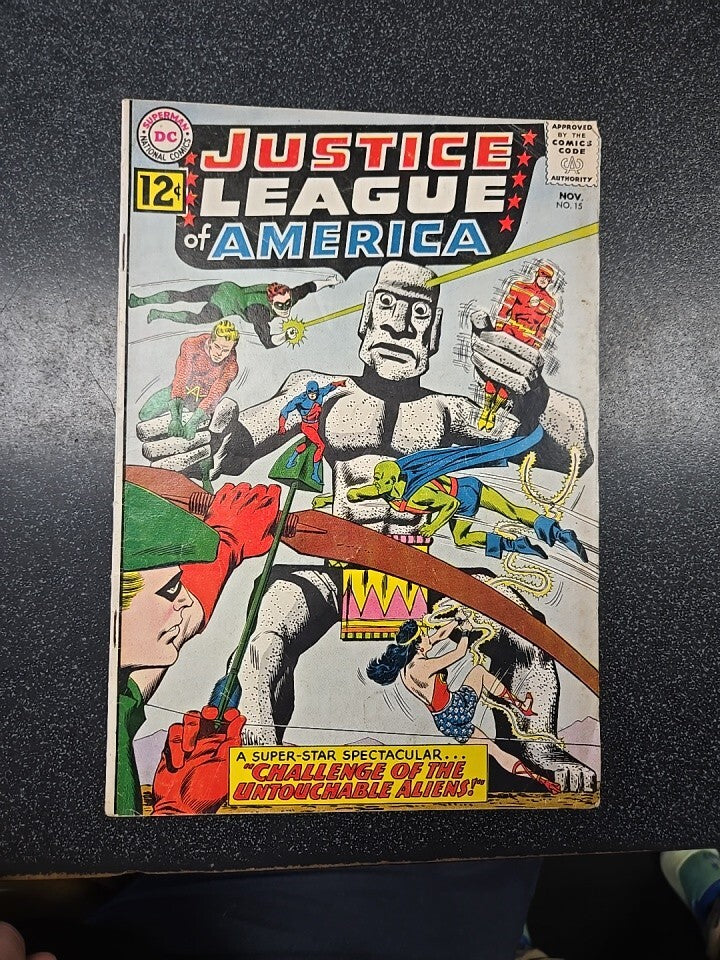 SUPERMAN
DC
NATIONAL COMICS
12¢
JUSTICE
LEAGUE
of AMERICA
APPROVED
BY THE
COMICS
CODE
CA
AUTHORITY
NOV.
NO. 15
A SUPER-STAR SPECTACULAR...
"CHALLENGE OF THE
UNTOUCHABLE ALIENS!"